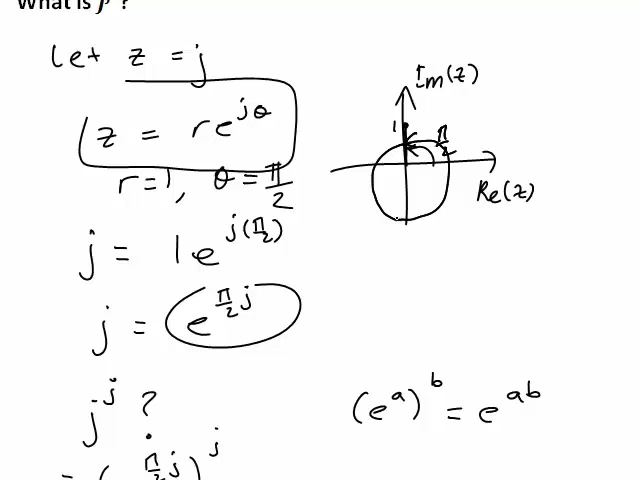 What is j^j ?
let z = j
z = re^{jθ}
r=1, θ = π/2
j = 1e^{j(π/2)}
j = e^{π/2 j}
j^j ?
= ( π/2 j)^j
Im(z)
1
π/2
Re(z)
(e^a)^b = e^{ab}